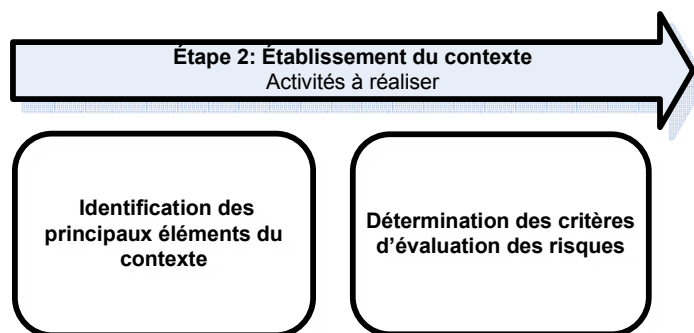 Étape 2: Établissement du contexte
Activités à réaliser
Identification des
principaux éléments du
contexte
Détermination des critères
d’évaluation des risques